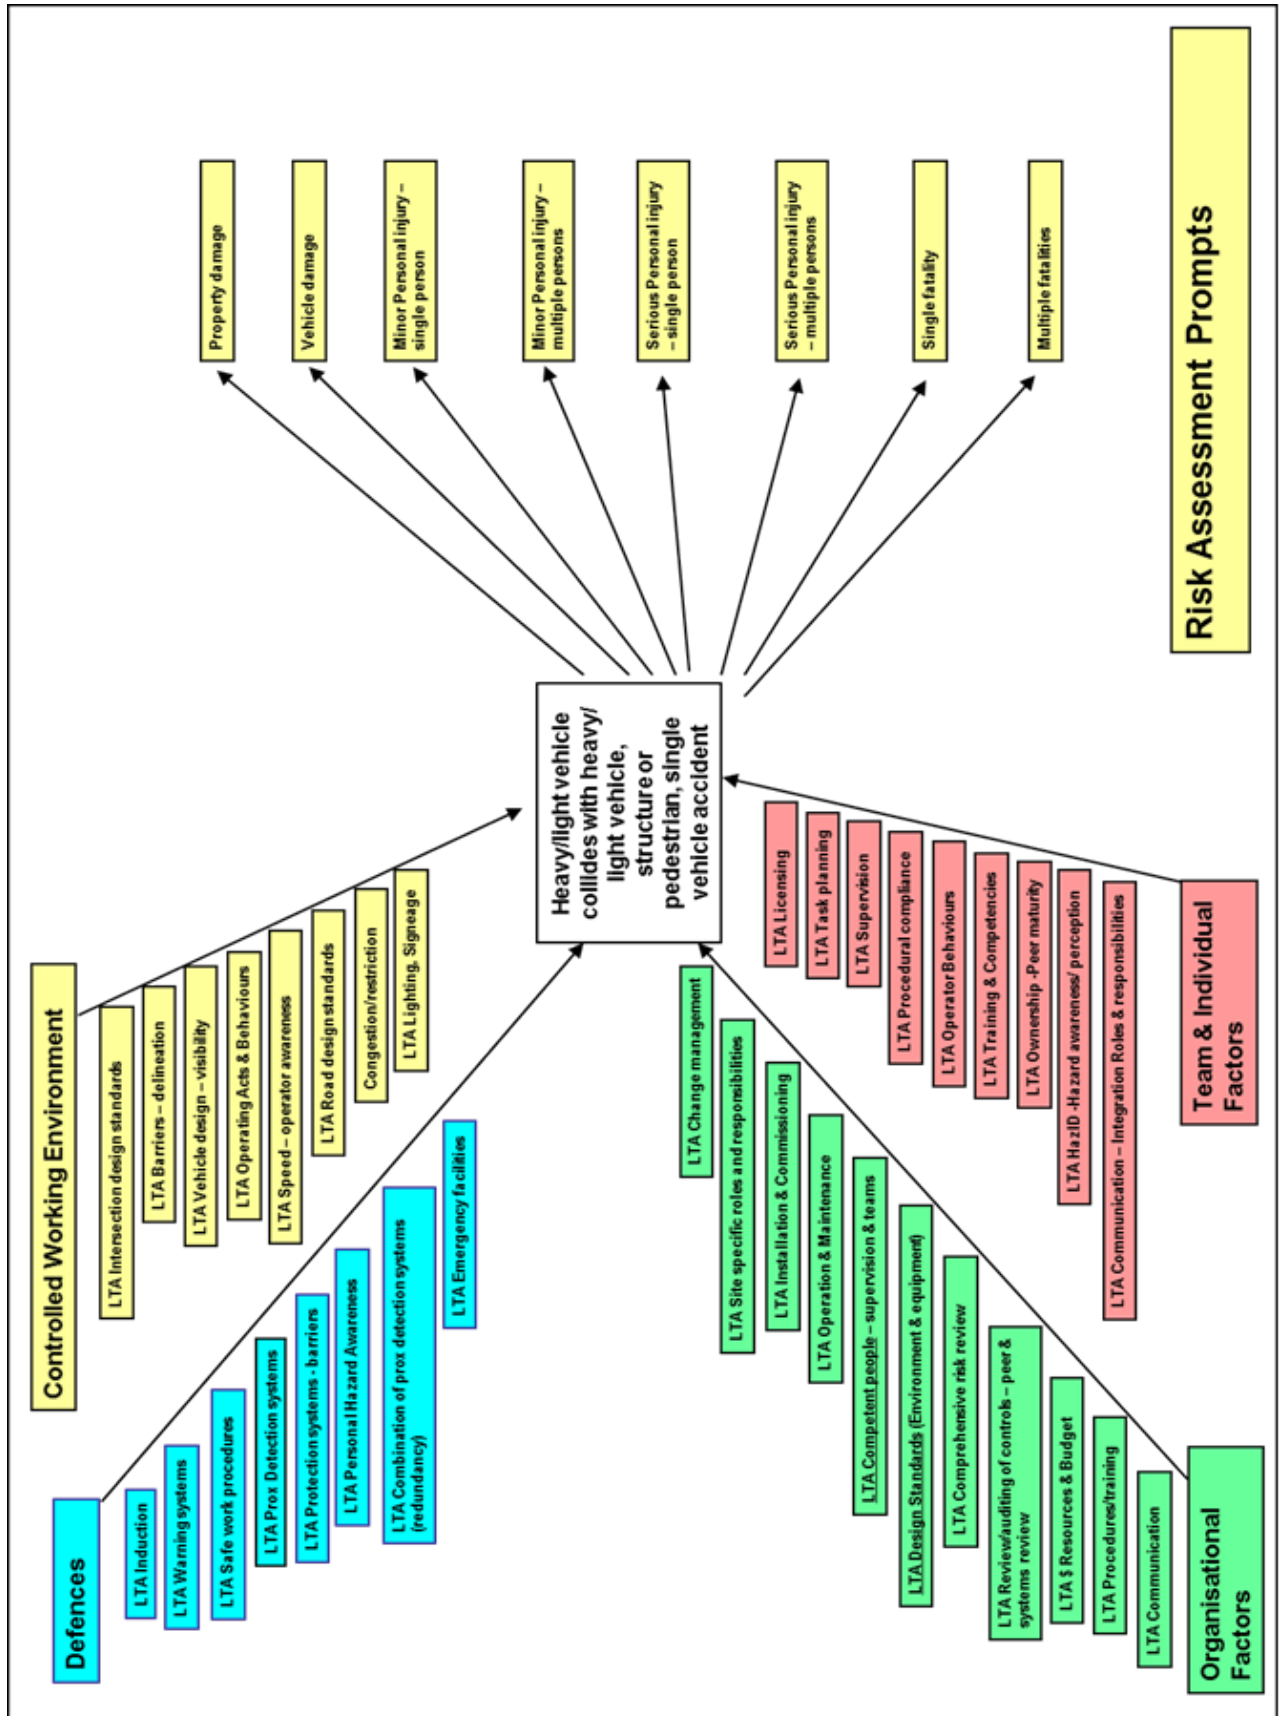 Defences
LTA Induction
LTA Warning systems
LTA Safe work procedures
LTA Prox Detection systems
LTA Protection systems - barriers
LTA Personal Hazard Awareness
LTA Combination of prox detection systems
(redundancy)
LTA Emergency facilities
Controlled Working Environment
LTA Intersection design standards
LTA Barriers – delineation
LTA Vehicle design – visibility
LTA Operating Acts & Behaviours
LTA Speed – operator awareness
LTA Road design standards
Congestion/restriction
LTA Lighting, Signeage
Organisational
Factors
LTA Change management
LTA Site specific roles and responsibilities
LTA Installation & Commissioning
LTA Operation & Maintenance
LTA Competent people – supervision & teams
LTA Design Standards (Environment & equipment)
LTA Comprehensive risk review
LTA Review/auditing of controls – peer &
systems review
LTA $ Resources & Budget
LTA Procedures/training
LTA Communication
Team & Individual
Factors
LTA Licensing
LTA Task planning
LTA Supervision
LTA Procedural compliance
LTA Operator Behaviours
LTA Training & Competencies
LTA Ownership -Peer maturity
LTA HazID -Hazard awareness/ perception
LTA Communication – Integration Roles & responsibilities
Heavy/light vehicle
collides with heavy/
light vehicle,
structure or
pedestrian, single
vehicle accident
Property damage
Vehicle damage
Minor Personal injury –
single person
Minor Personal injury –
multiple persons
Serious Personal injury
– single person
Serious Personal injury
– multiple persons
Single fatality
Multiple fatalities
Risk Assessment Prompts